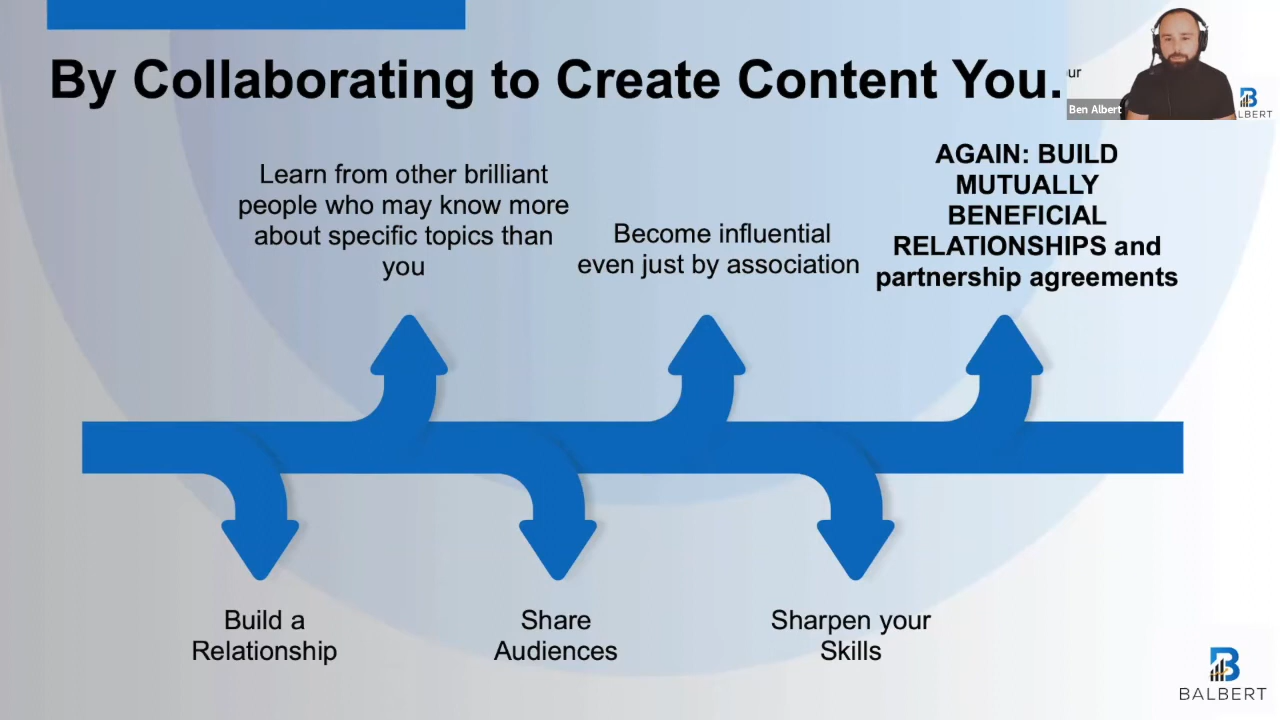 By Collaborating to Create Content You.
ur
Ben Albert
LBERT
Learn from other brilliant
people who may know more
about specific topics than
you
Become influential
even just by association
AGAIN: BUILD
MUTUALLY
BENEFICIAL
RELATIONSHIPS and
partnership agreements
Build a
Relationship
Share
Audiences
Sharpen your
Skills
BALBERT